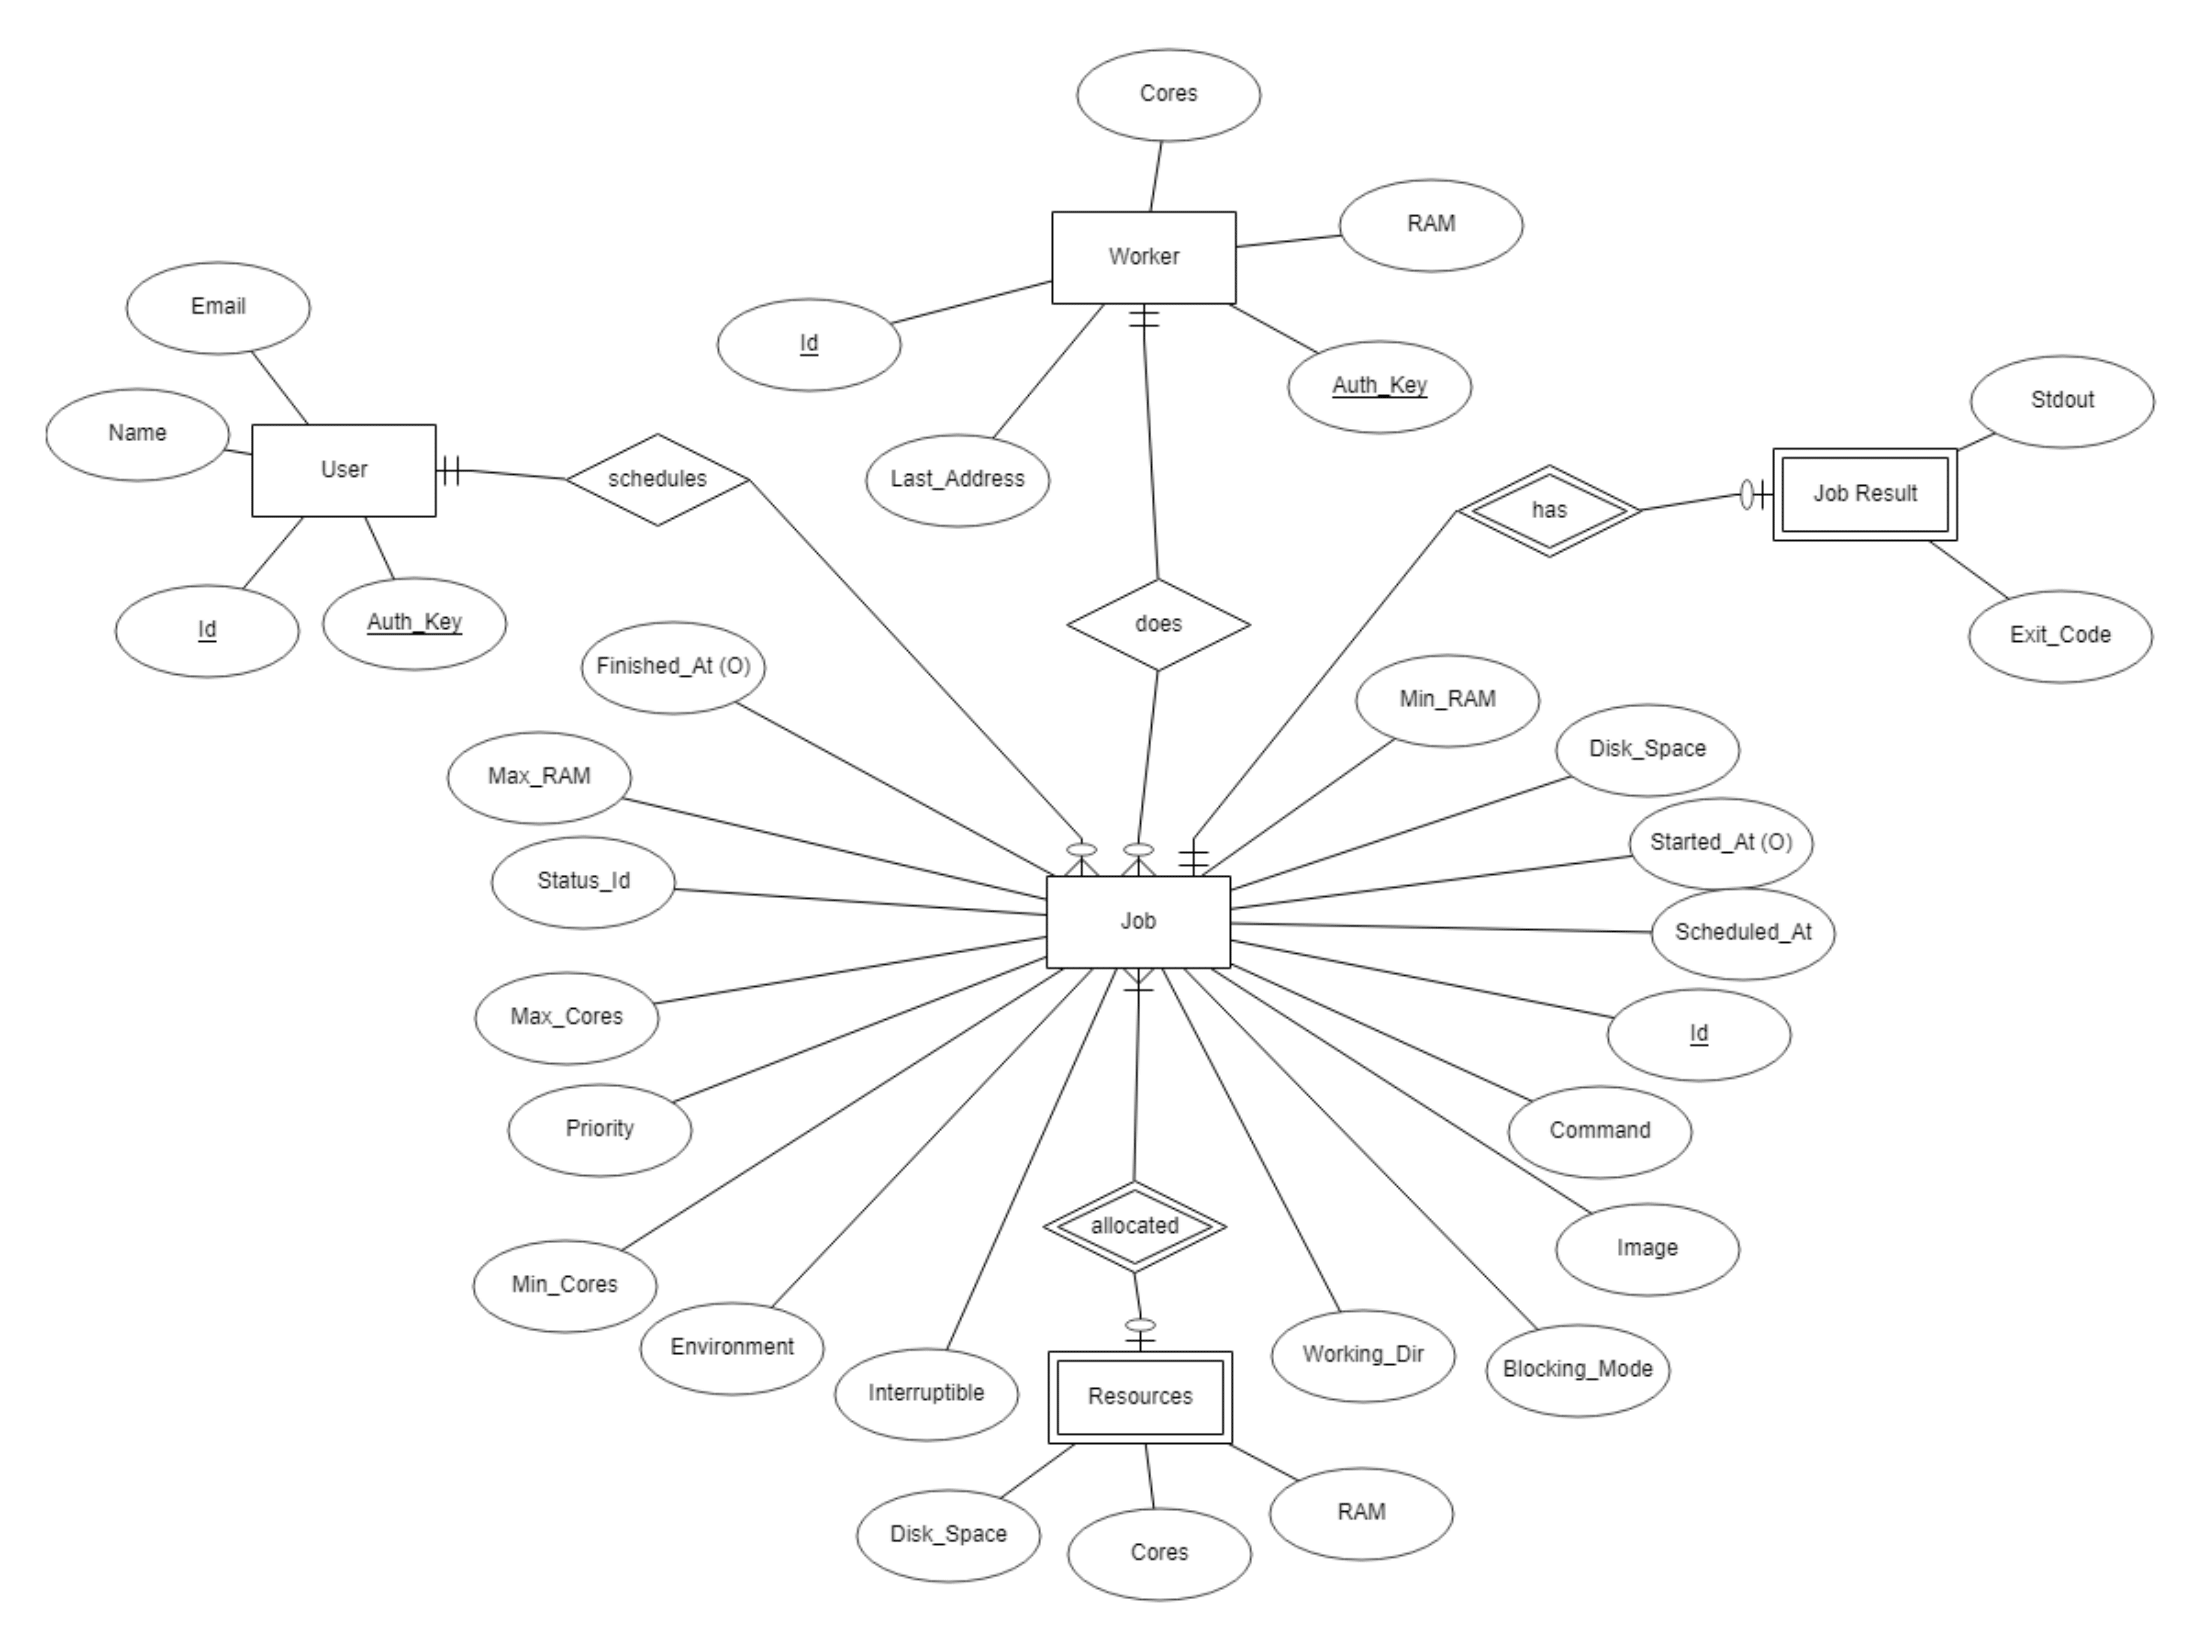 Cores
RAM
Worker
Email
Id
Auth_Key
Stdout
Name
User
schedules
Last_Address
Job Result
has
Id
Auth_Key
does
Exit_Code
Finished_At (O)
Min_RAM
Disk_Space
Max_RAM
Started_At (O)
Status_Id
Job
Scheduled_At
Max_Cores
Id
Priority
Command
allocated
Image
Min_Cores
Environment
Working_Dir
Blocking_Mode
Interruptible
Resources
Disk_Space
Cores
RAM